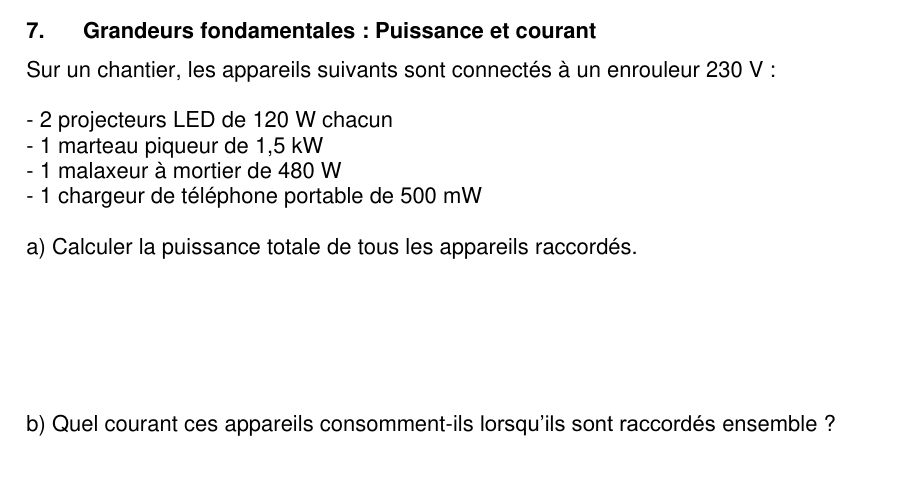 7. Grandeurs fondamentales : Puissance et courant
Sur un chantier, les appareils suivants sont connectés à un enrouleur 230 V :
- 2 projecteurs LED de 120 W chacun
- 1 marteau piqueur de 1,5 kW
- 1 malaxeur à mortier de 480 W
- 1 chargeur de téléphone portable de 500 mW
a) Calculer la puissance totale de tous les appareils raccordés.
b) Quel courant ces appareils consomment-ils lorsqu'ils sont raccordés ensemble ?